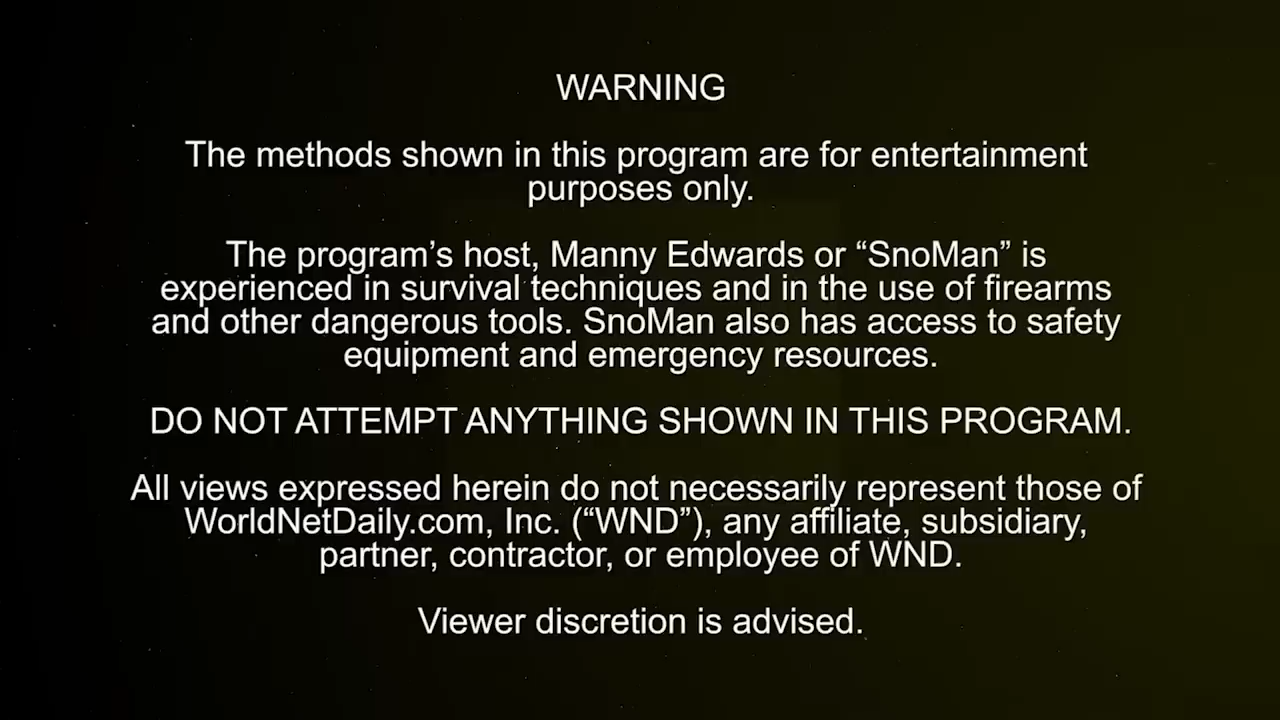 WARNING
The methods shown in this program are for entertainment
purposes only.
The program’s host, Manny Edwards or “SnoMan” is
experienced in survival techniques and in the use of firearms
and other dangerous tools. SnoMan also has access to safety
equipment and emergency resources.
DO NOT ATTEMPT ANYTHING SHOWN IN THIS PROGRAM.
All views expressed herein do not necessarily represent those of
WorldNetDaily.com, Inc. (“WND”), any affiliate, subsidiary,
partner, contractor, or employee of WND.
Viewer discretion is advised.